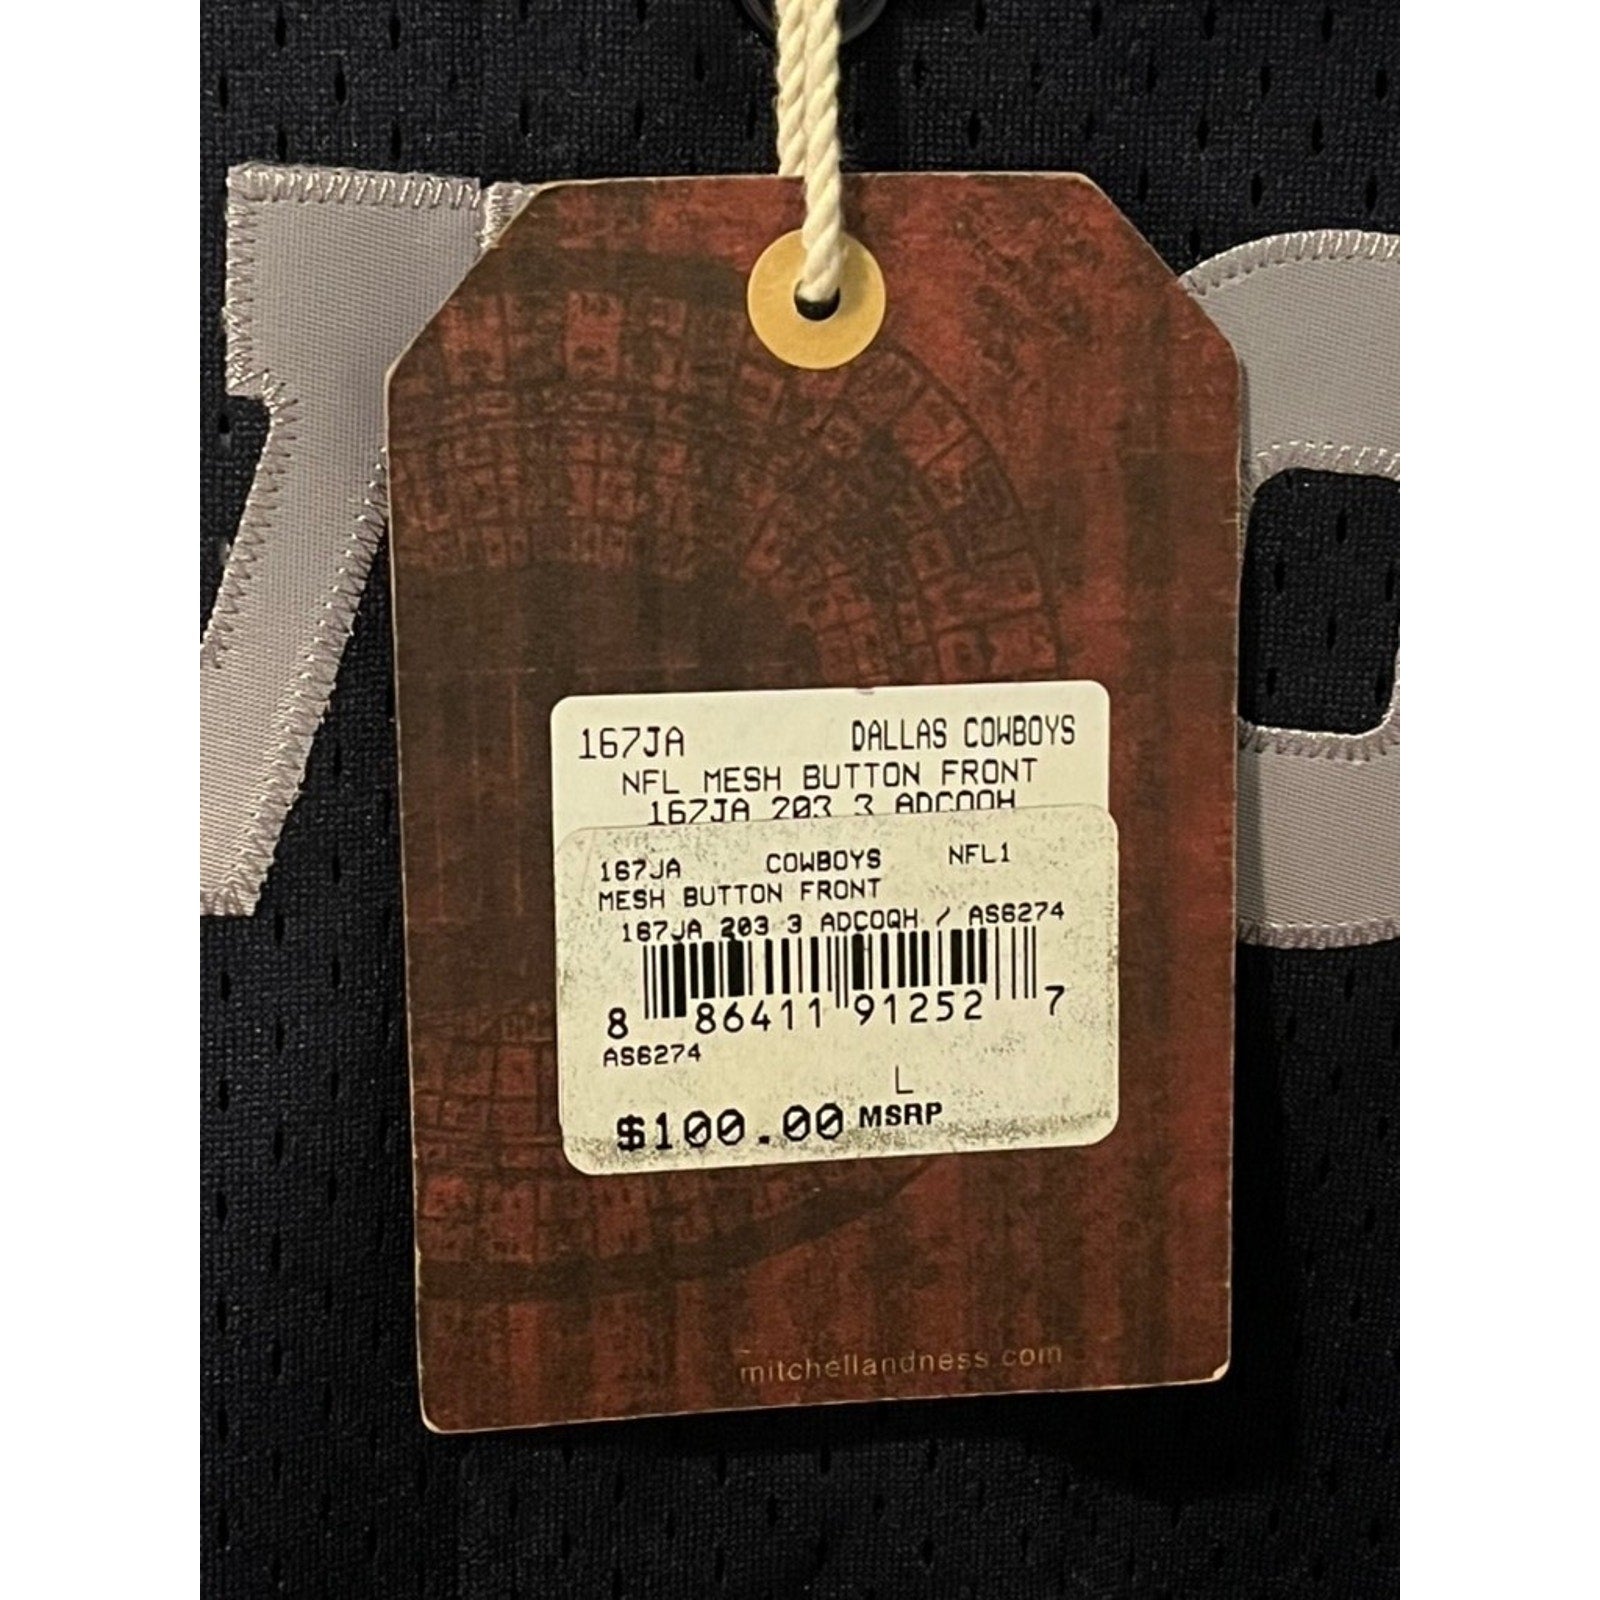 167JA DALLAS COWBOYS
NFL MESH BUTTON FRONT
167JA 203 3 ADCOQH
167JA COWBOYS NFL1
MESH BUTTON FRONT
167JA 203 3 ADCOQH / AS6274
8 86411 91252 7
AS6274
L
$100.00 MSRP
mitchellandness.com